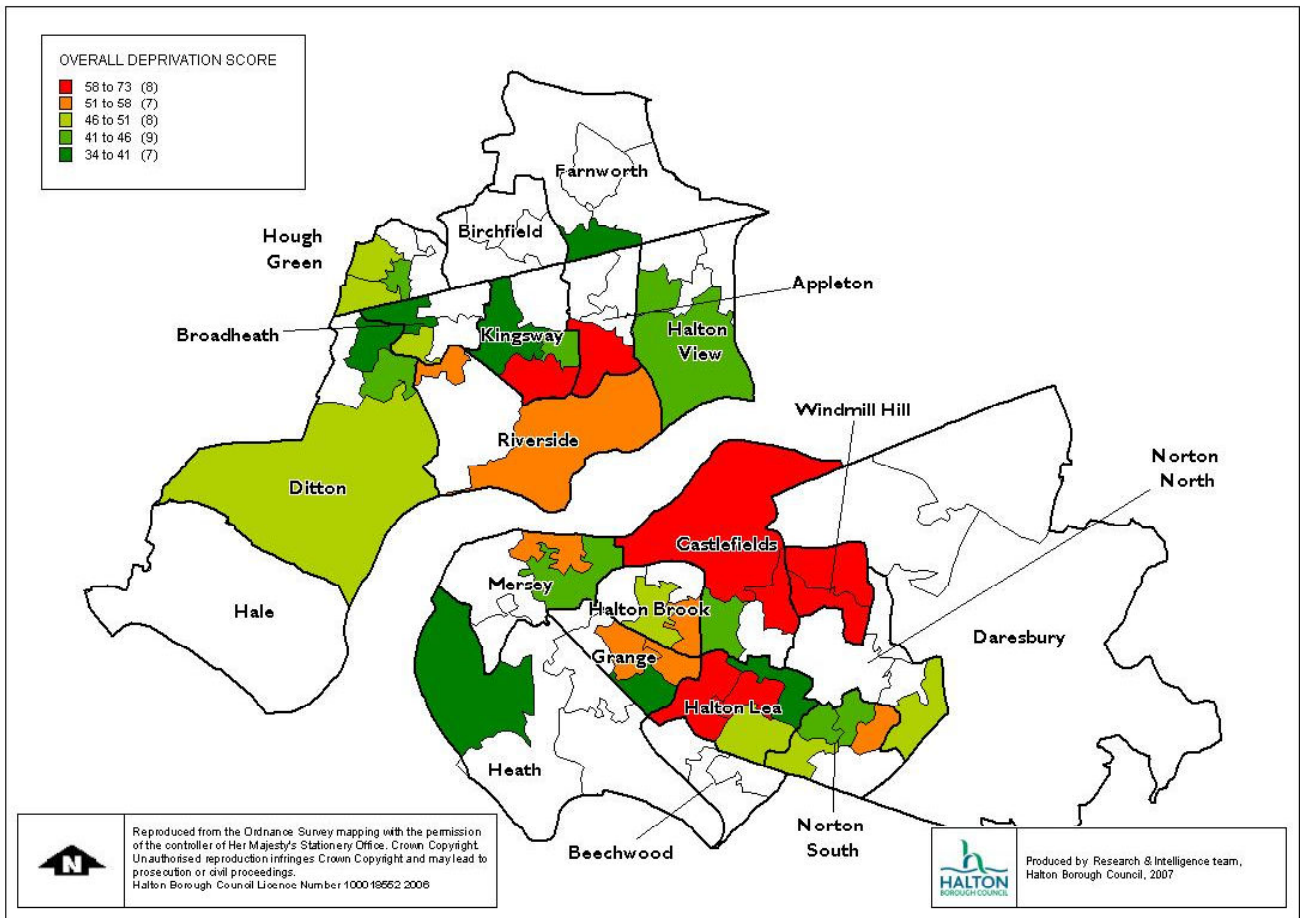 OVERALL DEPRIVATION SCORE
58 to 73 (8)
51 to 58 (7)
46 to 51 (8)
41 to 46 (9)
34 to 41 (7)
Farnworth
Birchfield
Hough
Green
Appleton
Broadheath
Kingsway
Halton
View
Windmill Hill
Riverside
Norton
North
Ditton
Castlefields
Mersey
Hale
Halton Brook
Daresbury
Grange
Halton Lea
Heath
Norton
South
Beechwood
N
Reproduced from the Ordnance Survey mapping with the permission
of the controller of Her Majesty's Stationery Office. Crown Copyright.
Unauthorised reproduction infringes Crown Copyright and may lead to
prosecution or civil proceedings.
Halton Borough Council Licence Number 100018552 2006
HALTON
BOROUGH COUNCIL
Produced by Research & Intelligence team,
Halton Borough Council, 2007